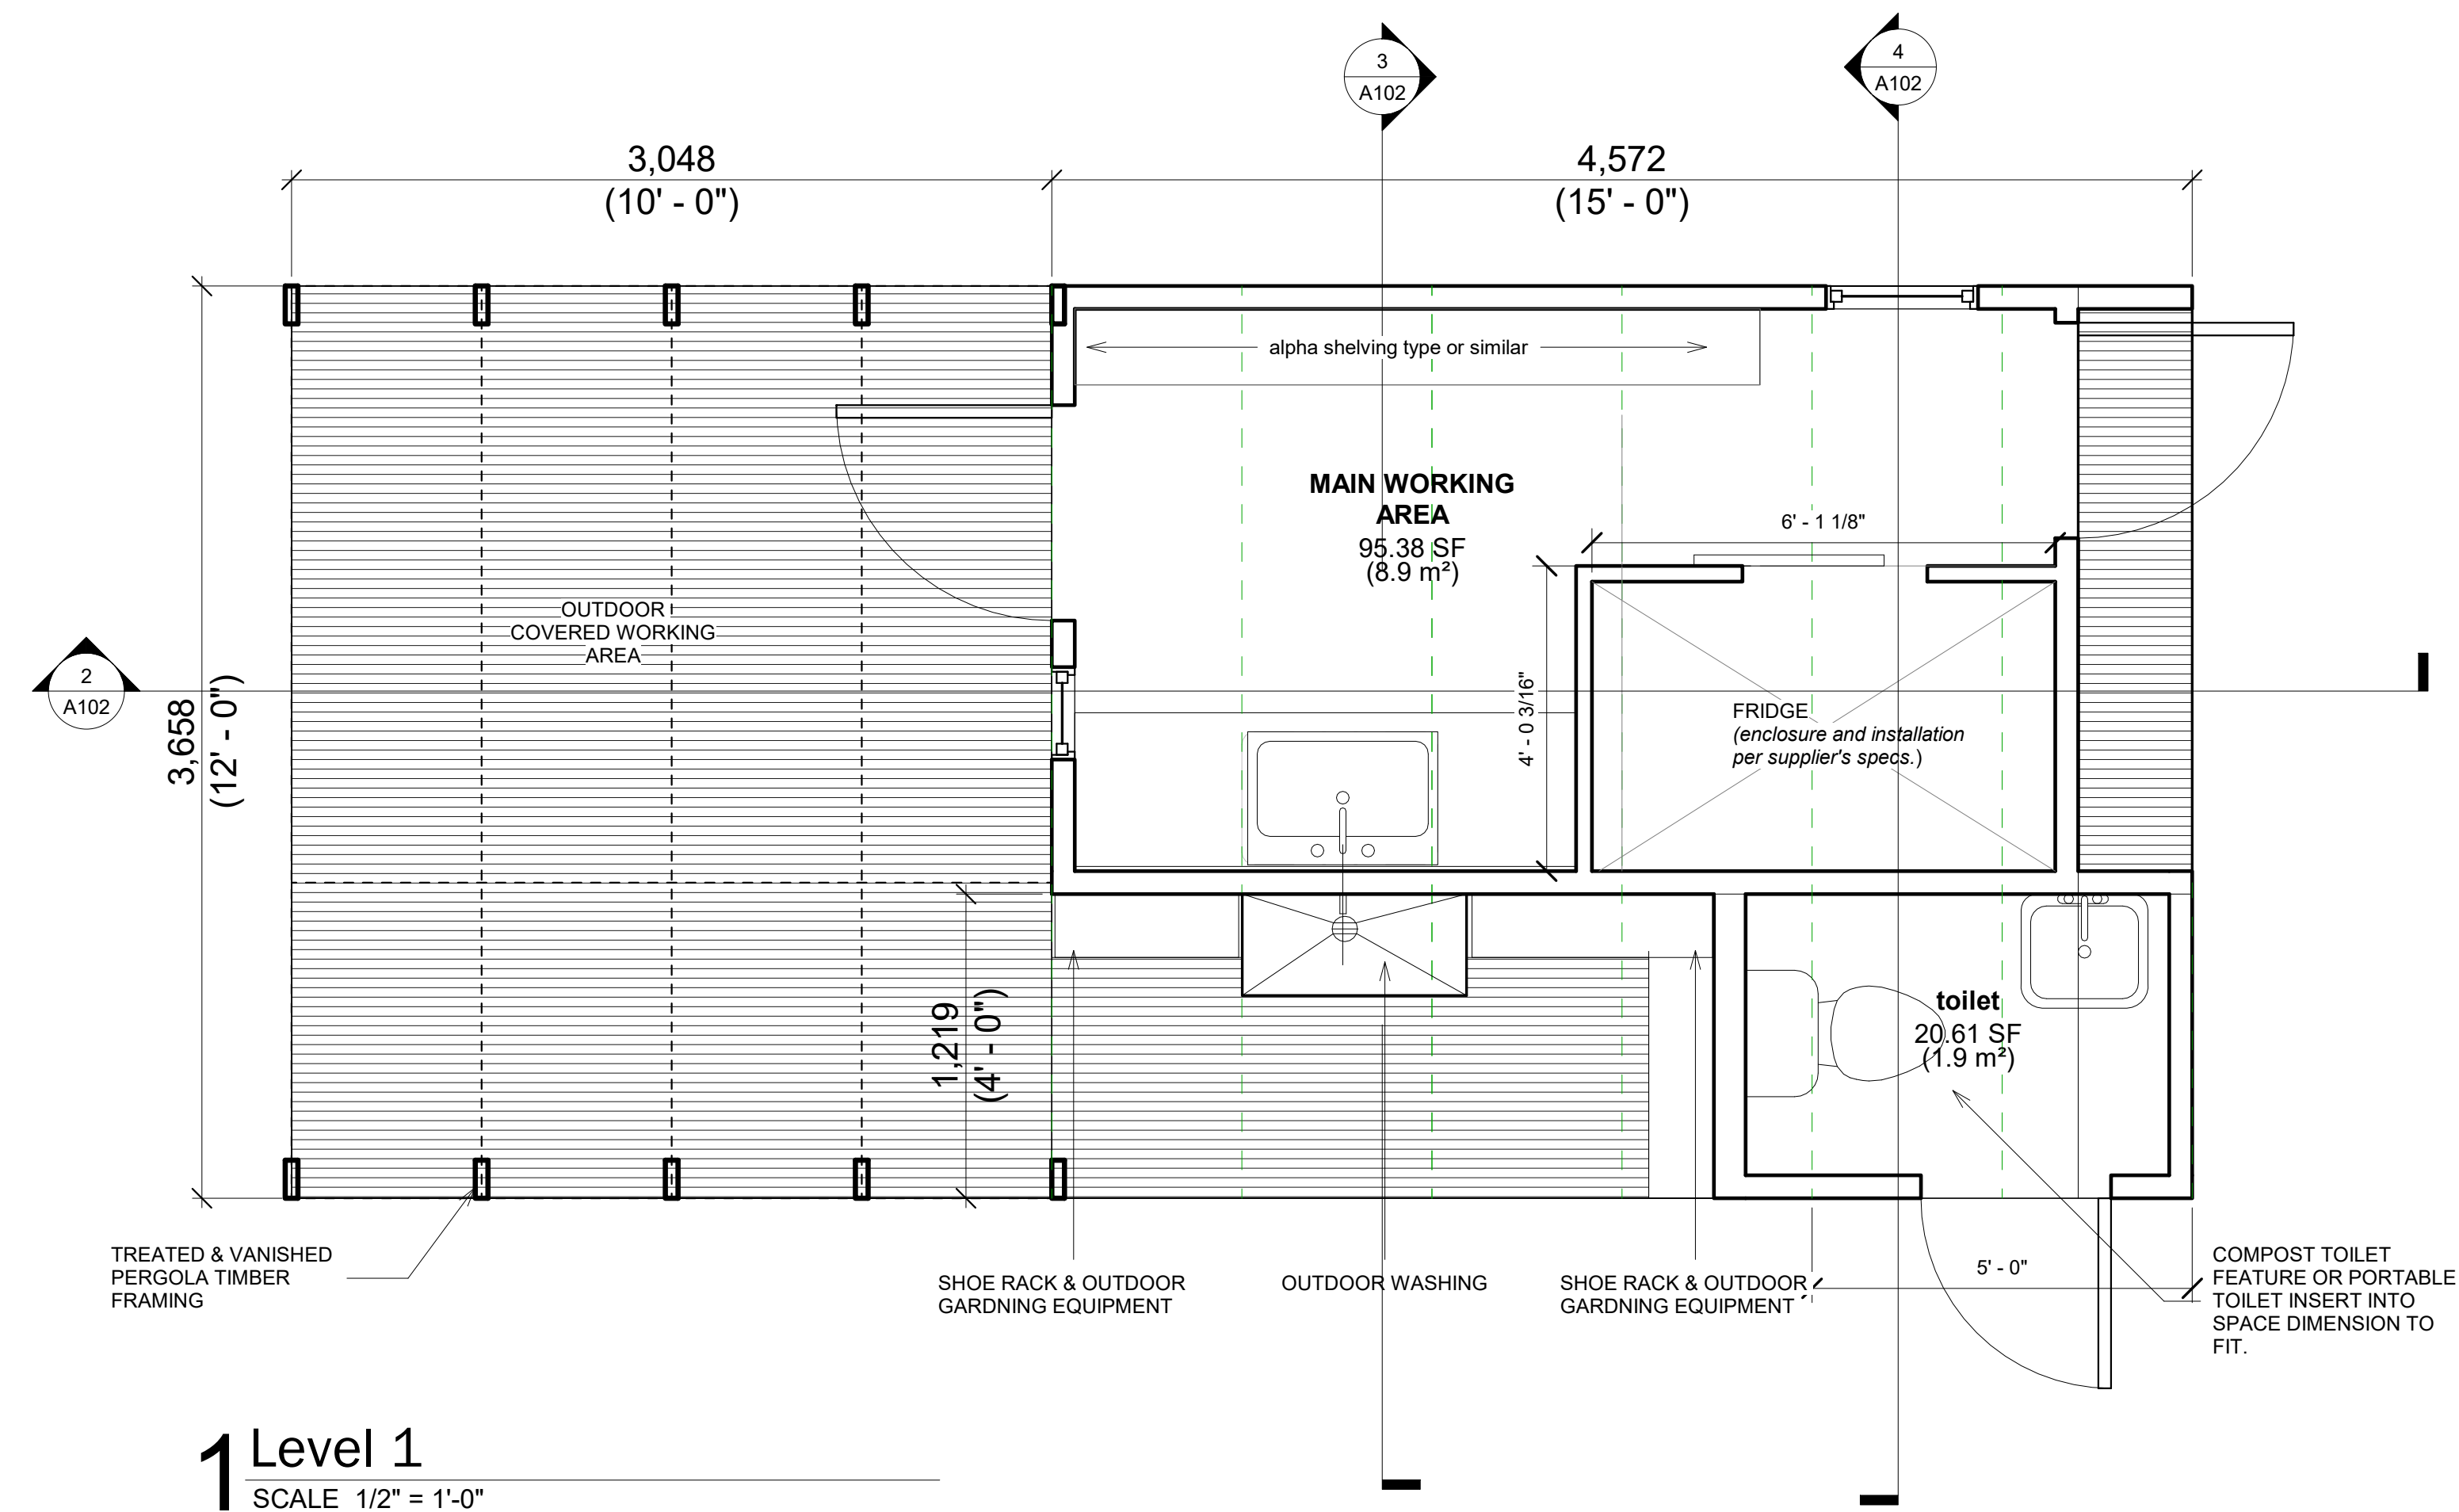 3
A102
4
A102
3,048
(10' - 0")
4,572
(15' - 0")
alpha shelving type or similar
MAIN WORKING
AREA
95.38 SF
(8.9 m²)
6' - 1 1/8"
OUTDOOR
COVERED WORKING
AREA
2
A102
3,658
(12' - 0")
4' - 0 3/16"
FRIDGE
(enclosure and installation
per supplier's specs.)
1,219
(4' - 0")
toilet
20.61 SF
(1.9 m²)
TREATED & VANISHED
PERGOLA TIMBER
FRAMING
SHOE RACK & OUTDOOR
GARDNING EQUIPMENT
OUTDOOR WASHING
SHOE RACK & OUTDOOR
GARDNING EQUIPMENT
5' - 0"
COMPOST TOILET
FEATURE OR PORTABLE
TOILET INSERT INTO
SPACE DIMENSION TO
FIT.
1 Level 1
SCALE 1/2" = 1'-0"